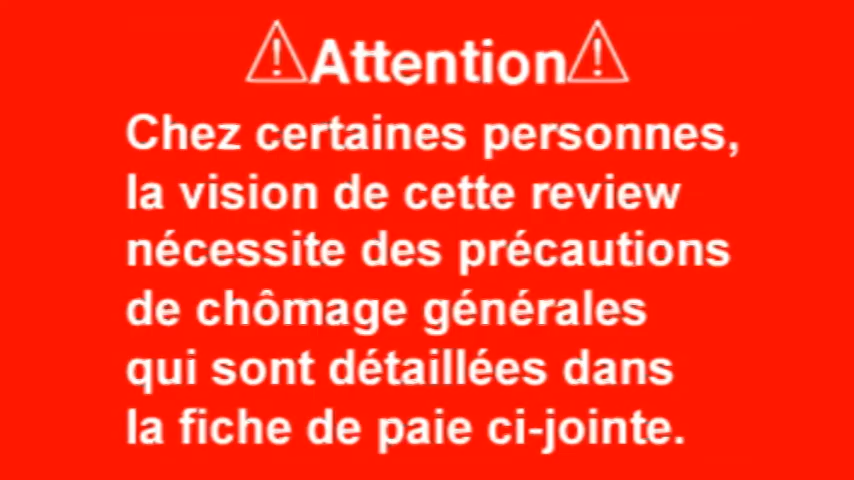 ⚠Attention⚠
Chez certaines personnes,
la vision de cette review
nécessite des précautions
de chômage générales
qui sont détaillées dans
la fiche de paie ci-jointe.